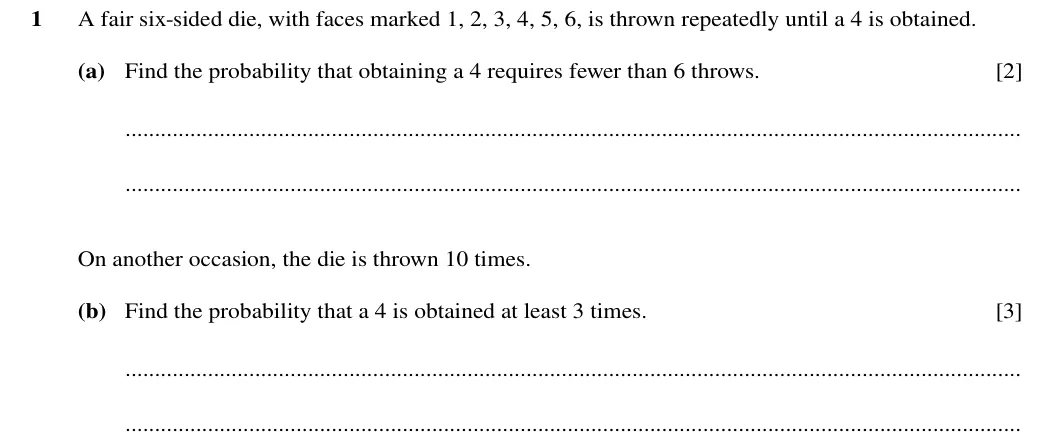 1 A fair six-sided die, with faces marked 1, 2, 3, 4, 5, 6, is thrown repeatedly until a 4 is obtained.
(a) Find the probability that obtaining a 4 requires fewer than 6 throws. [2]
On another occasion, the die is thrown 10 times.
(b) Find the probability that a 4 is obtained at least 3 times. [3]